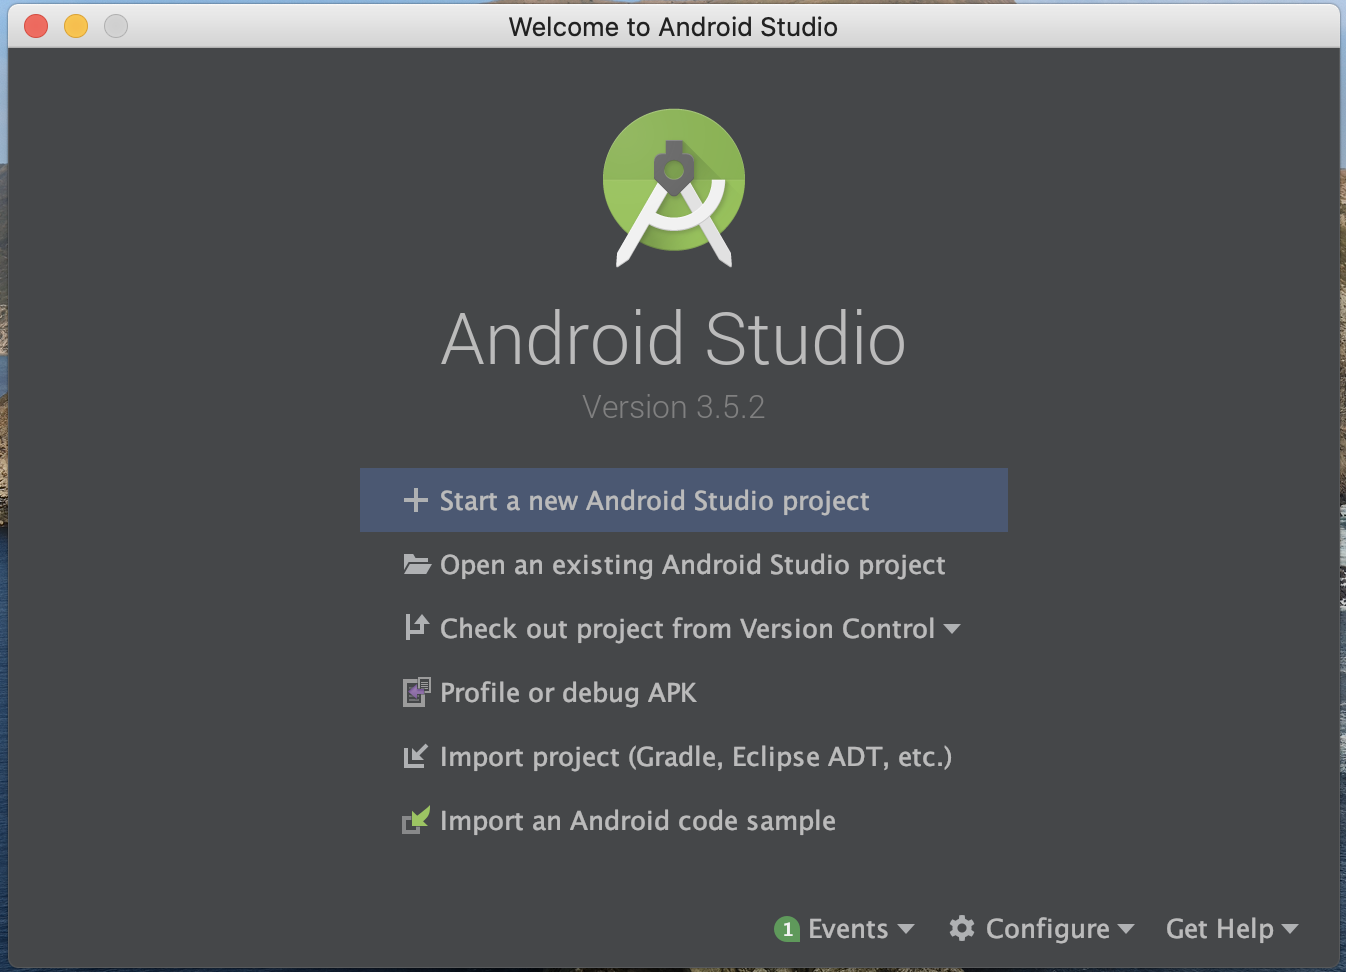 Welcome to Android Studio
Android Studio
Version 3.5.2
Start a new Android Studio project
Open an existing Android Studio project
Check out project from Version Control
Profile or debug APK
Import project (Gradle, Eclipse ADT, etc.)
Import an Android code sample
1 Events Configure Get Help